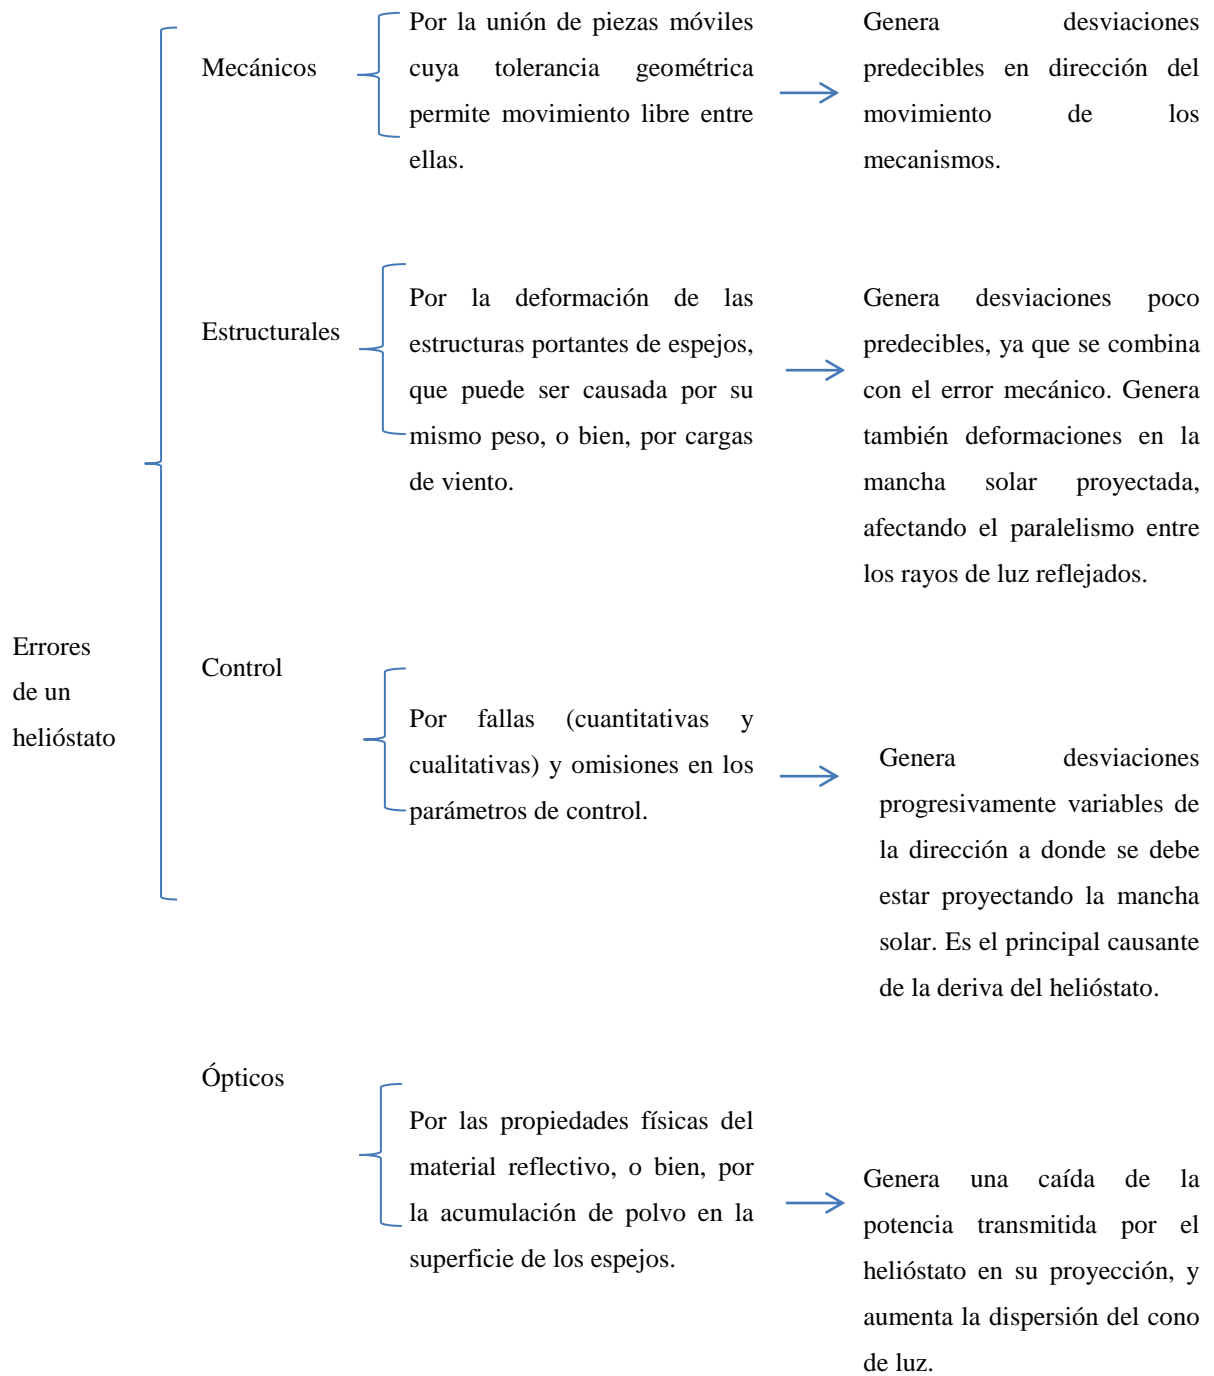 Errores
de un
helióstato
Mecánicos
Por la unión de piezas móviles
cuya tolerancia geométrica
permite movimiento libre entre
ellas.
Genera desviaciones
predecibles en dirección del
movimiento de los
mecanismos.
Estructurales
Por la deformación de las
estructuras portantes de espejos,
que puede ser causada por su
mismo peso, o bien, por cargas
de viento.
Genera desviaciones poco
predecibles, ya que se combina
con el error mecánico. Genera
también deformaciones en la
mancha solar proyectada,
afectando el paralelismo entre
los rayos de luz reflejados.
Control
Por fallas (cuantitativas y
cualitativas) y omisiones en los
parámetros de control.
Genera desviaciones
progresivamente variables de
la dirección a donde se debe
estar proyectando la mancha
solar. Es el principal causante
de la deriva del helióstato.
Ópticos
Por las propiedades físicas del
material reflectivo, o bien, por
la acumulación de polvo en la
superficie de los espejos.
Genera una caída de la
potencia transmitida por el
helióstato en su proyección, y
aumenta la dispersión del cono
de luz.